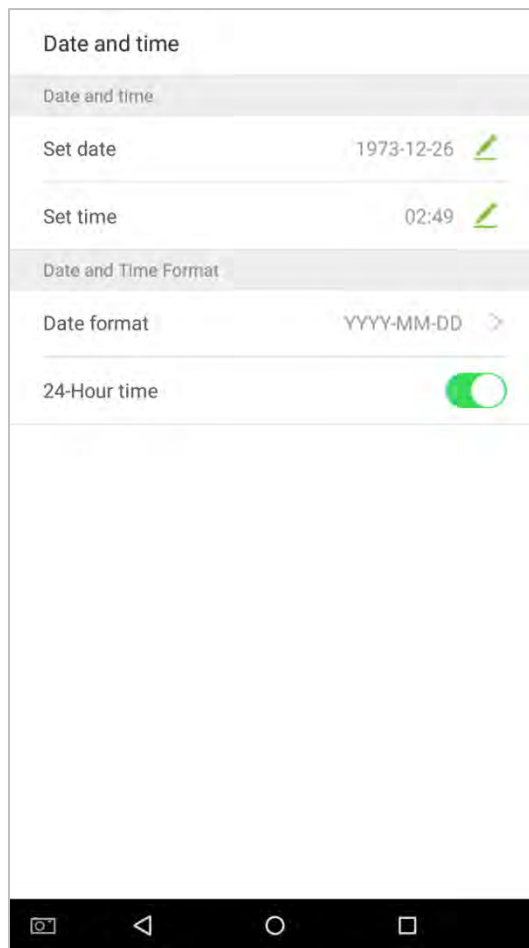 Date and time
Date and time
Set date 1973-12-26
Set time 02:49
Date and Time Format
Date format YYYY-MM-DD >
24-Hour time